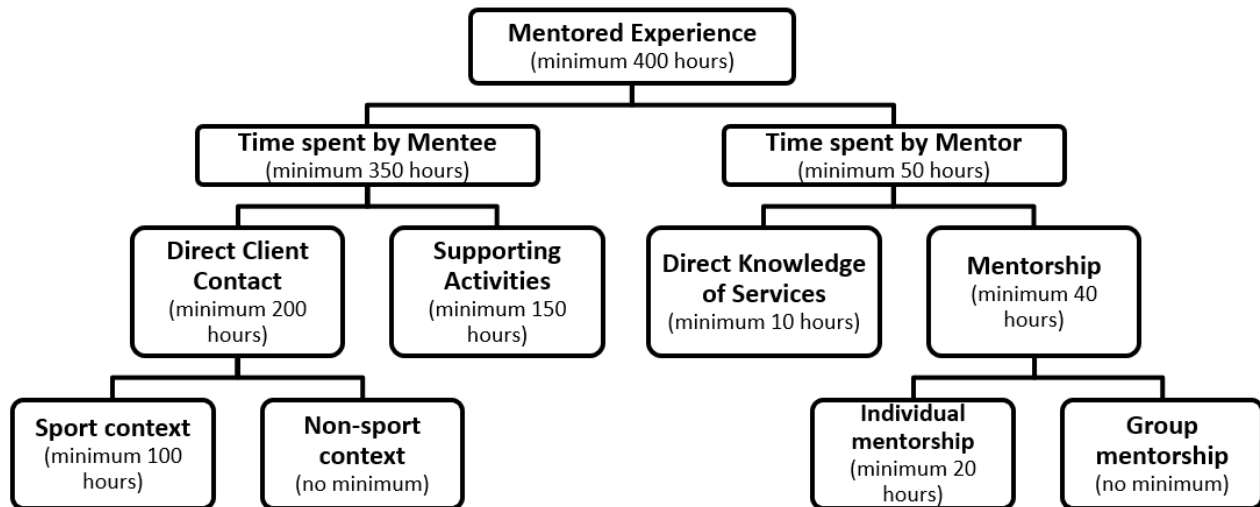 Mentored Experience
(minimum 400 hours)
Time spent by Mentee
(minimum 350 hours)
Time spent by Mentor
(minimum 50 hours)
Direct Client
Contact
(minimum 200
hours)
Supporting
Activities
(minimum 150
hours)
Direct Knowledge
of Services
(minimum 10 hours)
Mentorship
(minimum 40
hours)
Sport context
(minimum 100
hours)
Non-sport
context
(no minimum)
Individual
mentorship
(minimum 20
hours)
Group
mentorship
(no minimum)